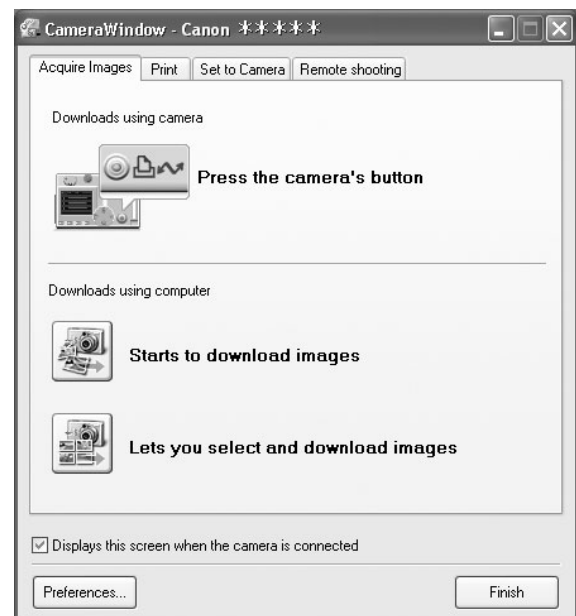 CameraWindow - Canon *****
Acquire Images Print Set to Camera Remote shooting
Downloads using camera
Press the camera's button
Downloads using computer
Starts to download images
Lets you select and download images
Displays this screen when the camera is connected
Preferences... Finish